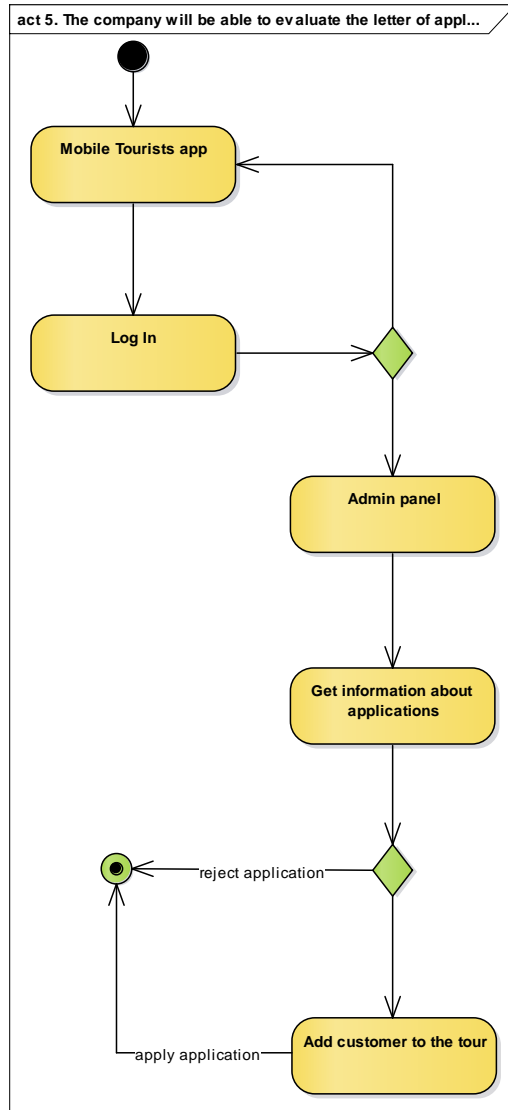 act 5. The company will be able to evaluate the letter of appl...
Mobile Tourists app
Log In
Admin panel
Get information about
applications
reject application
Add customer to the tour
apply application